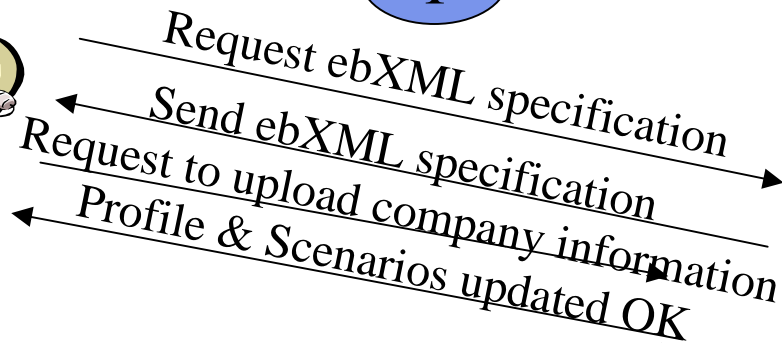 Request ebXML specification
Send ebXML specification
Request to upload company information
Profile & Scenarios updated OK